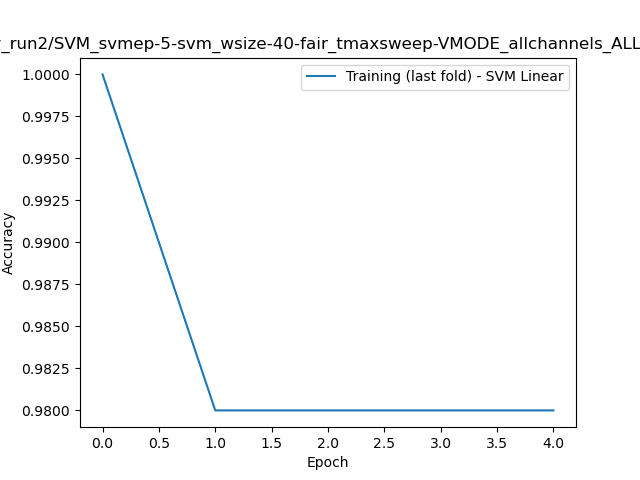 _run2/SVM_svmep-5-svm_wsize-40-fair_tmaxsweep-VMODE_allchannels_ALL
Training (last fold) - SVM Linear
1.0000
0.9975
0.9950
0.9925
0.9900
0.9875
0.9850
0.9825
0.9800
Accuracy
0.0 0.5 1.0 1.5 2.0 2.5 3.0 3.5 4.0
Epoch